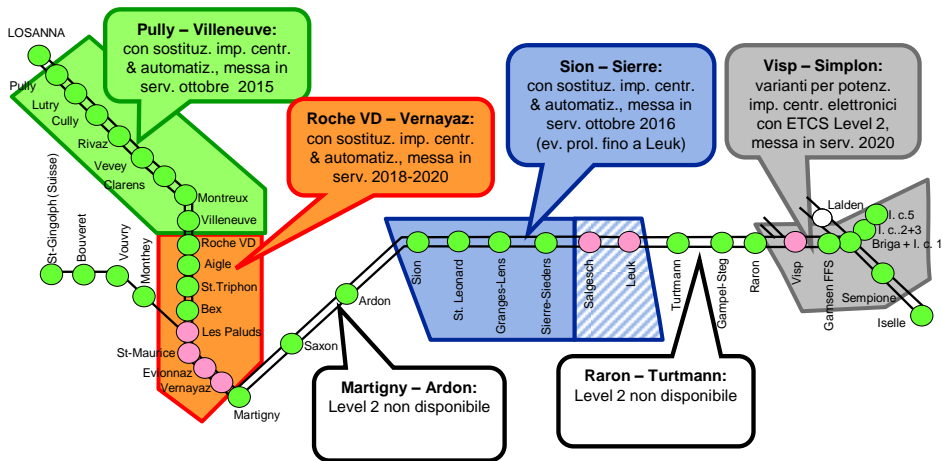 Pully – Villeneuve:
con sostituz. imp. centr.
& automatiz., messa in
serv. ottobre 2015
Roche VD – Vernayaz:
con sostituz. imp. centr.
& automatiz., messa in
serv. 2018-2020
Sion – Sierre:
con sostituz. imp. centr.
& automatiz., messa in
serv. ottobre 2016
(ev. prol. fino a Leuk)
Visp – Simplon:
varianti per potenz.
imp. centr. elettronici
con ETCS Level 2,
messa in serv. 2020
LOSANNA
Pully
Lutry
Cully
Rivaz
Vevey
Clarens
Montreux
Villeneuve
Roche VD
Aigle
St.Triphon
Bex
Les Paluds
St-Maurice
Evionnaz
Vernayaz
Martigny
St-Gingolph (Suisse)
Bouveret
Vouvry
Monthey
Saxon
Ardon
Sion
St. Leonard
Granges-Lens
Sierre-Sieders
Salgesch
Leuk
Turtmann
Gampel-Steg
Raron
Visp
Gamsen FFS
Lalden
I. c.5
I. c..2+3
Briga + I. c. 1
Sempione
Iselle
Martigny – Ardon:
Level 2 non disponibile
Raron – Turtmann:
Level 2 non disponibile